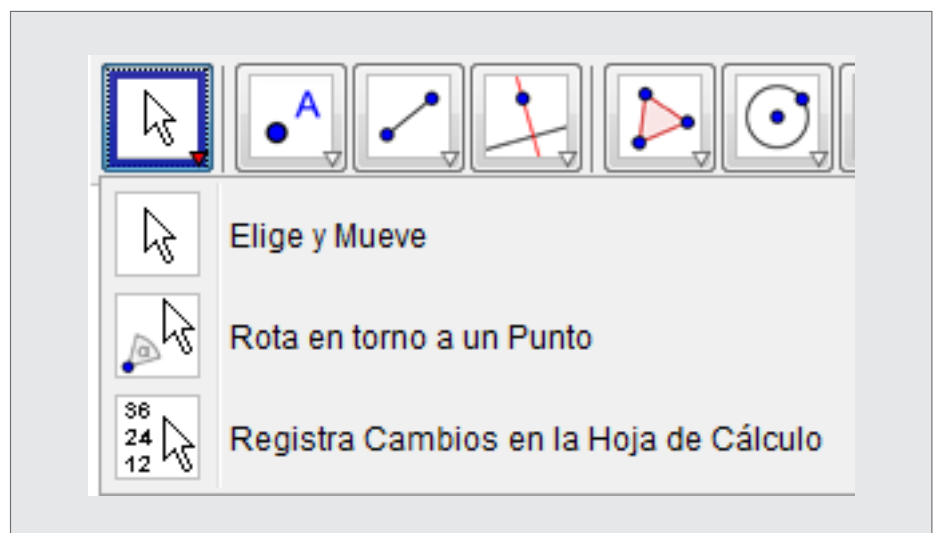 A
Elige y Mueve
α
Rota en torno a un Punto
36
24
12
Registra Cambios en la Hoja de Cálculo